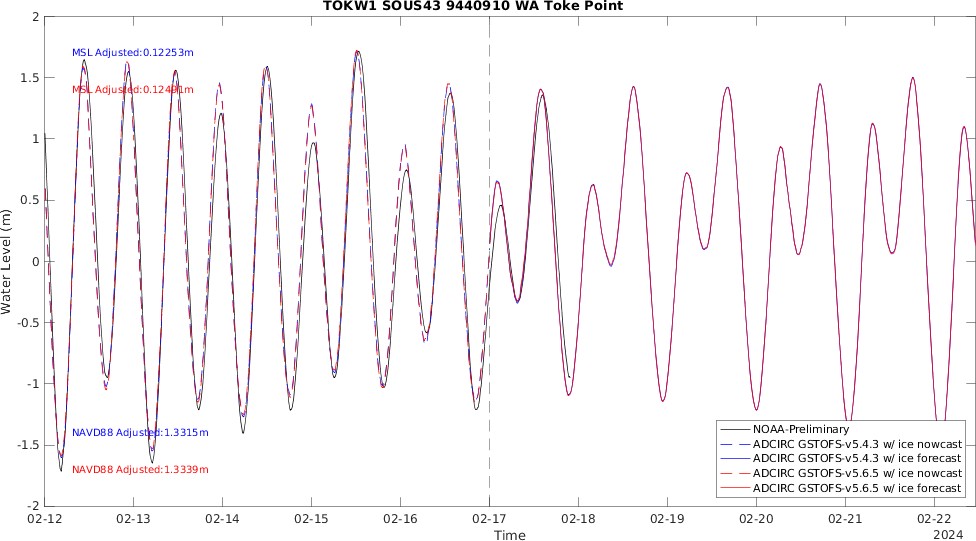 TOKW1 SOUS43 9440910 WA Toke Point
2
1.5
1
0.5
0
-0.5
-1
-1.5
-2
Water Level (m)
MSL Adjusted:0.12253m
MSL Adjusted:0.12491m
NAVD88 Adjusted:1.3315m
NAVD88 Adjusted:1.3339m
NOAA-Preliminary
ADCIRC GSTOFS-v5.4.3 w/ ice nowcast
ADCIRC GSTOFS-v5.4.3 w/ ice forecast
ADCIRC GSTOFS-v5.6.5 w/ ice nowcast
ADCIRC GSTOFS-v5.6.5 w/ ice forecast
02-12 02-13 02-14 02-15 02-16 02-17 02-18 02-19 02-20 02-21 02-22
Time
2024